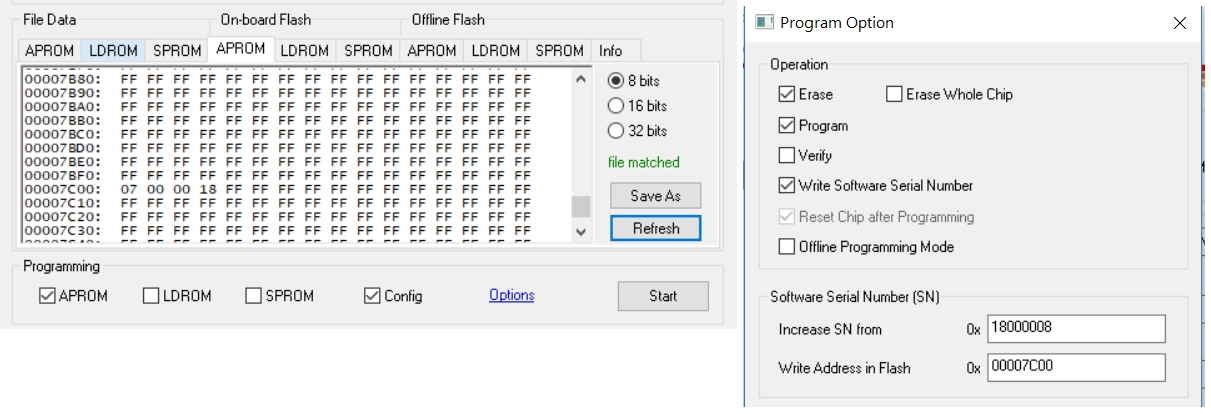 File Data On-board Flash Offline Flash
APROM LDROM SPROM APROM LDROM SPROM APROM LDROM SPROM Info
00007B80: FF FF FF FF FF FF FF FF FF FF FF FF FF FF FF FF
00007B90: FF FF FF FF FF FF FF FF FF FF FF FF FF FF FF FF
00007BA0: FF FF FF FF FF FF FF FF FF FF FF FF FF FF FF FF
00007BB0: FF FF FF FF FF FF FF FF FF FF FF FF FF FF FF FF
00007BC0: FF FF FF FF FF FF FF FF FF FF FF FF FF FF FF FF
00007BD0: FF FF FF FF FF FF FF FF FF FF FF FF FF FF FF FF
00007BE0: FF FF FF FF FF FF FF FF FF FF FF FF FF FF FF FF
00007BF0: FF FF FF FF FF FF FF FF FF FF FF FF FF FF FF FF
00007C00: 07 00 00 18 FF FF FF FF FF FF FF FF FF FF FF FF
00007C10: FF FF FF FF FF FF FF FF FF FF FF FF FF FF FF FF
00007C20: FF FF FF FF FF FF FF FF FF FF FF FF FF FF FF FF
00007C30: FF FF FF FF FF FF FF FF FF FF FF FF FF FF FF FF
8 bits
16 bits
32 bits
file matched
Save As
Refresh
Programming
APROM LDROM SPROM Config Options Start
Program Option
Operation
Erase Erase Whole Chip
Program
Verify
Write Software Serial Number
Reset Chip after Programming
Offline Programming Mode
Software Serial Number (SN)
Increase SN from 0x 18000008
Write Address in Flash 0x 00007C00